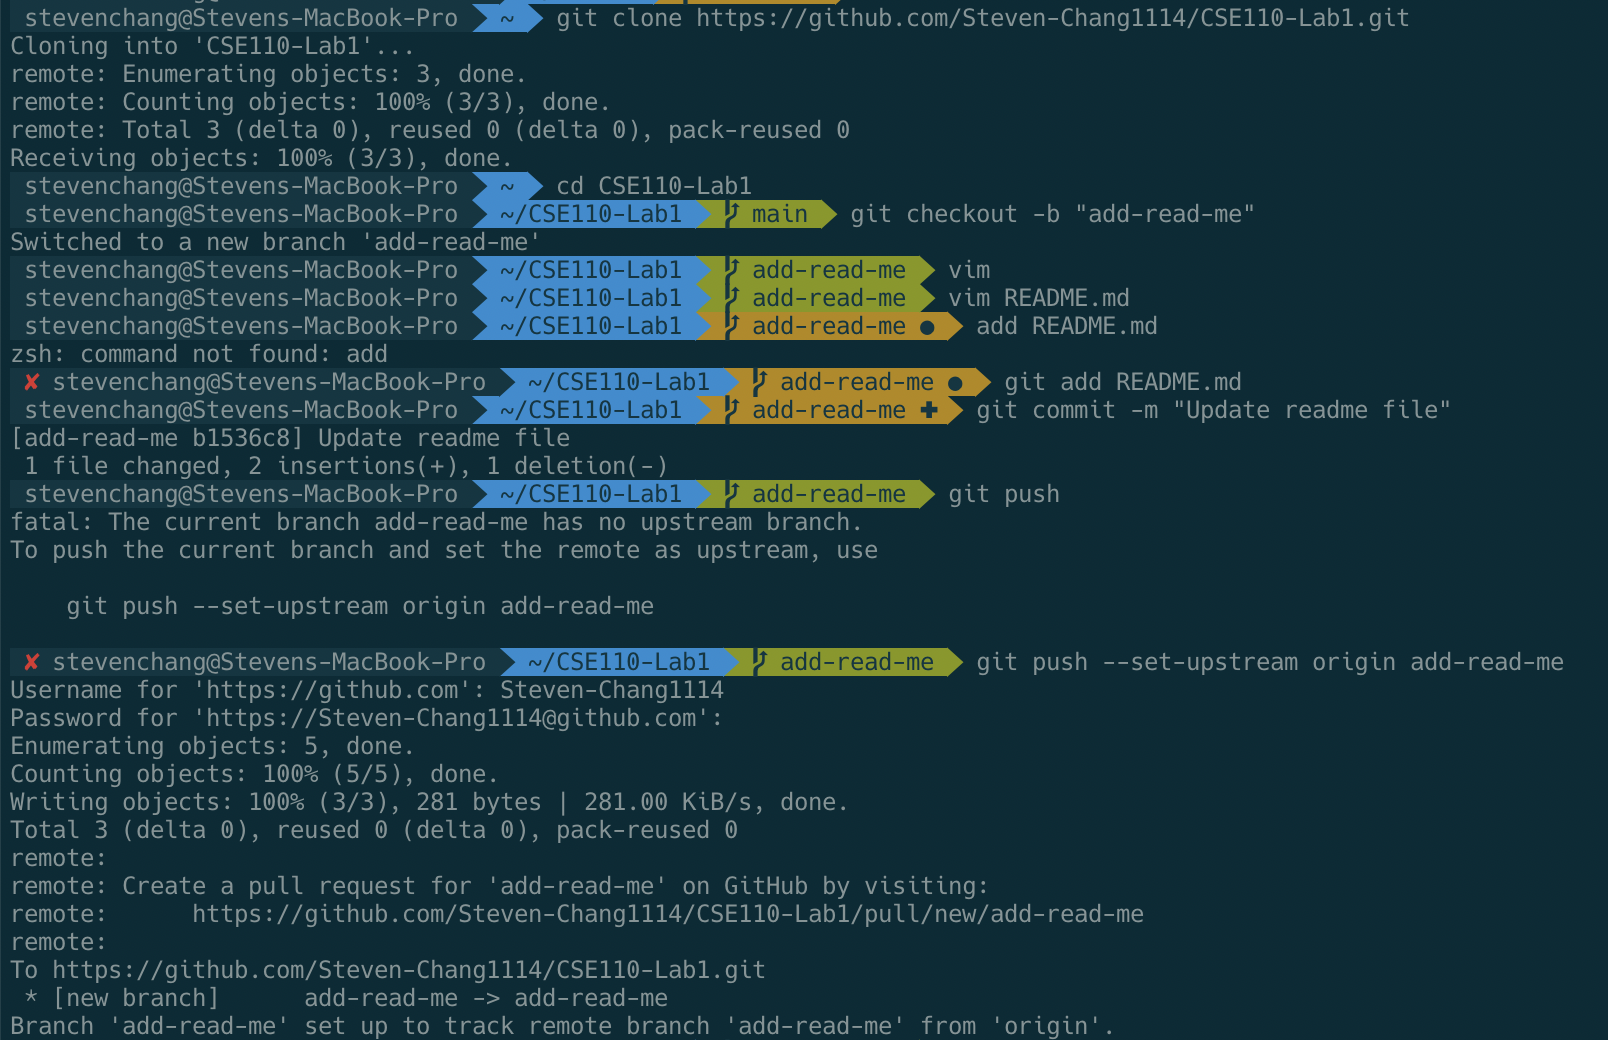 stevenchang@Stevens-MacBook-Pro ~ git clone https://github.com/Steven-Chang1114/CSE110-Lab1.git
Cloning into 'CSE110-Lab1'...
remote: Enumerating objects: 3, done.
remote: Counting objects: 100% (3/3), done.
remote: Total 3 (delta 0), reused 0 (delta 0), pack-reused 0
Receiving objects: 100% (3/3), done.
stevenchang@Stevens-MacBook-Pro ~ cd CSE110-Lab1
stevenchang@Stevens-MacBook-Pro ~/CSE110-Lab1 main git checkout -b "add-read-me"
Switched to a new branch 'add-read-me'
stevenchang@Stevens-MacBook-Pro ~/CSE110-Lab1 add-read-me vim
stevenchang@Stevens-MacBook-Pro ~/CSE110-Lab1 add-read-me vim README.md
stevenchang@Stevens-MacBook-Pro ~/CSE110-Lab1 add-read-me ● add README.md
zsh: command not found: add
✘ stevenchang@Stevens-MacBook-Pro ~/CSE110-Lab1 add-read-me ● git add README.md
stevenchang@Stevens-MacBook-Pro ~/CSE110-Lab1 add-read-me ✚ git commit -m "Update readme file"
[add-read-me b1536c8] Update readme file
1 file changed, 2 insertions(+), 1 deletion(-)
stevenchang@Stevens-MacBook-Pro ~/CSE110-Lab1 add-read-me git push
fatal: The current branch add-read-me has no upstream branch.
To push the current branch and set the remote as upstream, use
git push --set-upstream origin add-read-me
✘ stevenchang@Stevens-MacBook-Pro ~/CSE110-Lab1 add-read-me git push --set-upstream origin add-read-me
Username for 'https://github.com': Steven-Chang1114
Password for 'https://Steven-Chang1114@github.com':
Enumerating objects: 5, done.
Counting objects: 100% (5/5), done.
Writing objects: 100% (3/3), 281 bytes | 281.00 KiB/s, done.
Total 3 (delta 0), reused 0 (delta 0), pack-reused 0
remote:
remote: Create a pull request for 'add-read-me' on GitHub by visiting:
remote:      https://github.com/Steven-Chang1114/CSE110-Lab1/pull/new/add-read-me
remote:
To https://github.com/Steven-Chang1114/CSE110-Lab1.git
* [new branch]      add-read-me -> add-read-me
Branch 'add-read-me' set up to track remote branch 'add-read-me' from 'origin'.